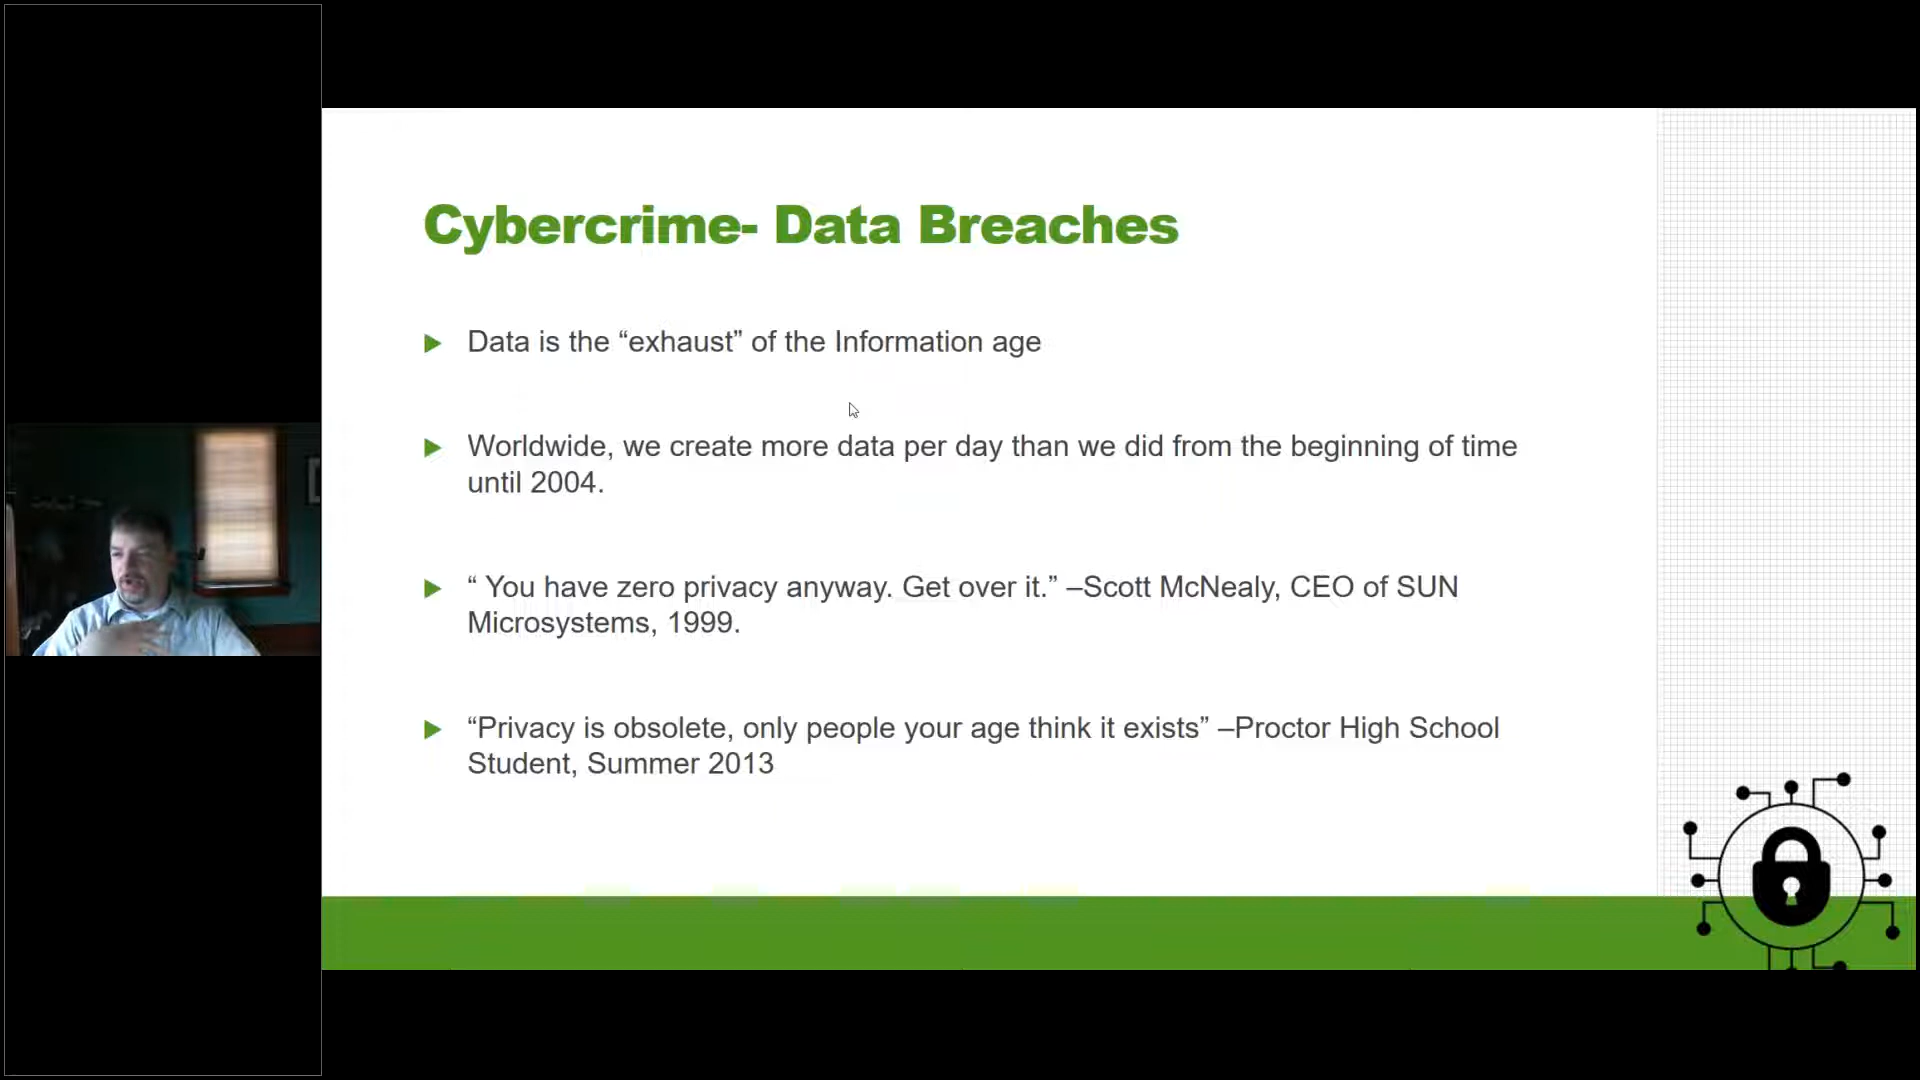 Cybercrime- Data Breaches
Data is the “exhaust” of the Information age
Worldwide, we create more data per day than we did from the beginning of time
until 2004.
“ You have zero privacy anyway. Get over it.” –Scott McNealy, CEO of SUN
Microsystems, 1999.
“Privacy is obsolete, only people your age think it exists” –Proctor High School
Student, Summer 2013